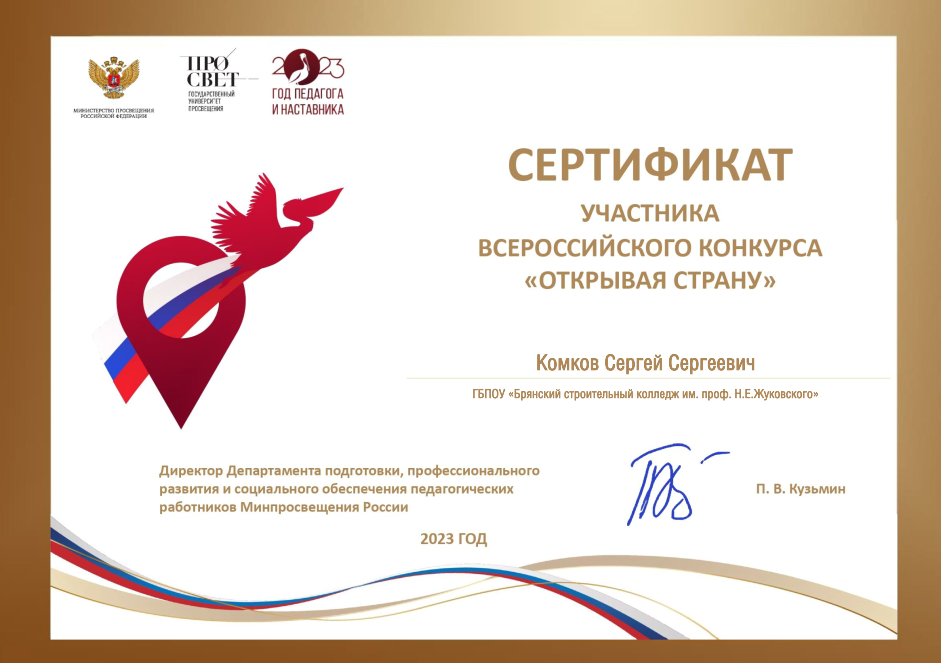 МИНИСТЕРСТВО ПРОСВЕЩЕНИЯ
РОССИЙСКОЙ ФЕДЕРАЦИИ
ПРО
СВЕТ
ГОСУДАРСТВЕННЫЙ
УНИВЕРСИТЕТ
ПРОСВЕЩЕНИЯ
2023
ГОД ПЕДАГОГА
И НАСТАВНИКА
СЕРТИФИКАТ
УЧАСТНИКА
ВСЕРОССИЙСКОГО КОНКУРСА
«ОТКРЫВАЯ СТРАНУ»
Комков Сергей Сергеевич
ГБПОУ «Брянский строительный колледж им. проф. Н.Е.Жуковского»
Директор Департамента подготовки, профессионального
развития и социального обеспечения педагогических
работников Минпросвещения России
П. В. Кузьмин
2023 ГОД